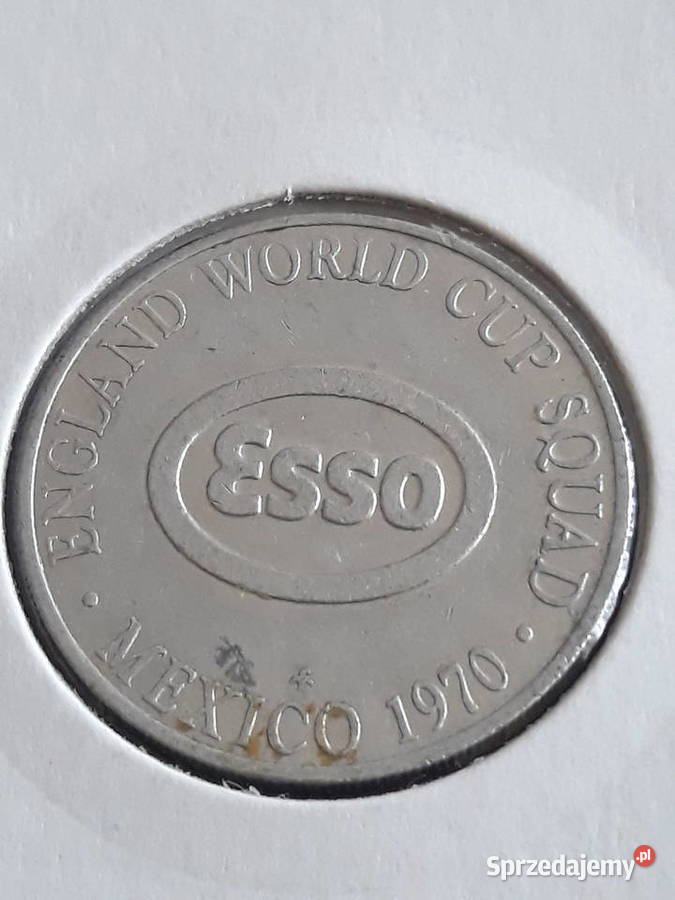 · ENGLAND WORLD CUP SQUAD ·
Esso
MEXICO 1970
Sprzedajemy.pl